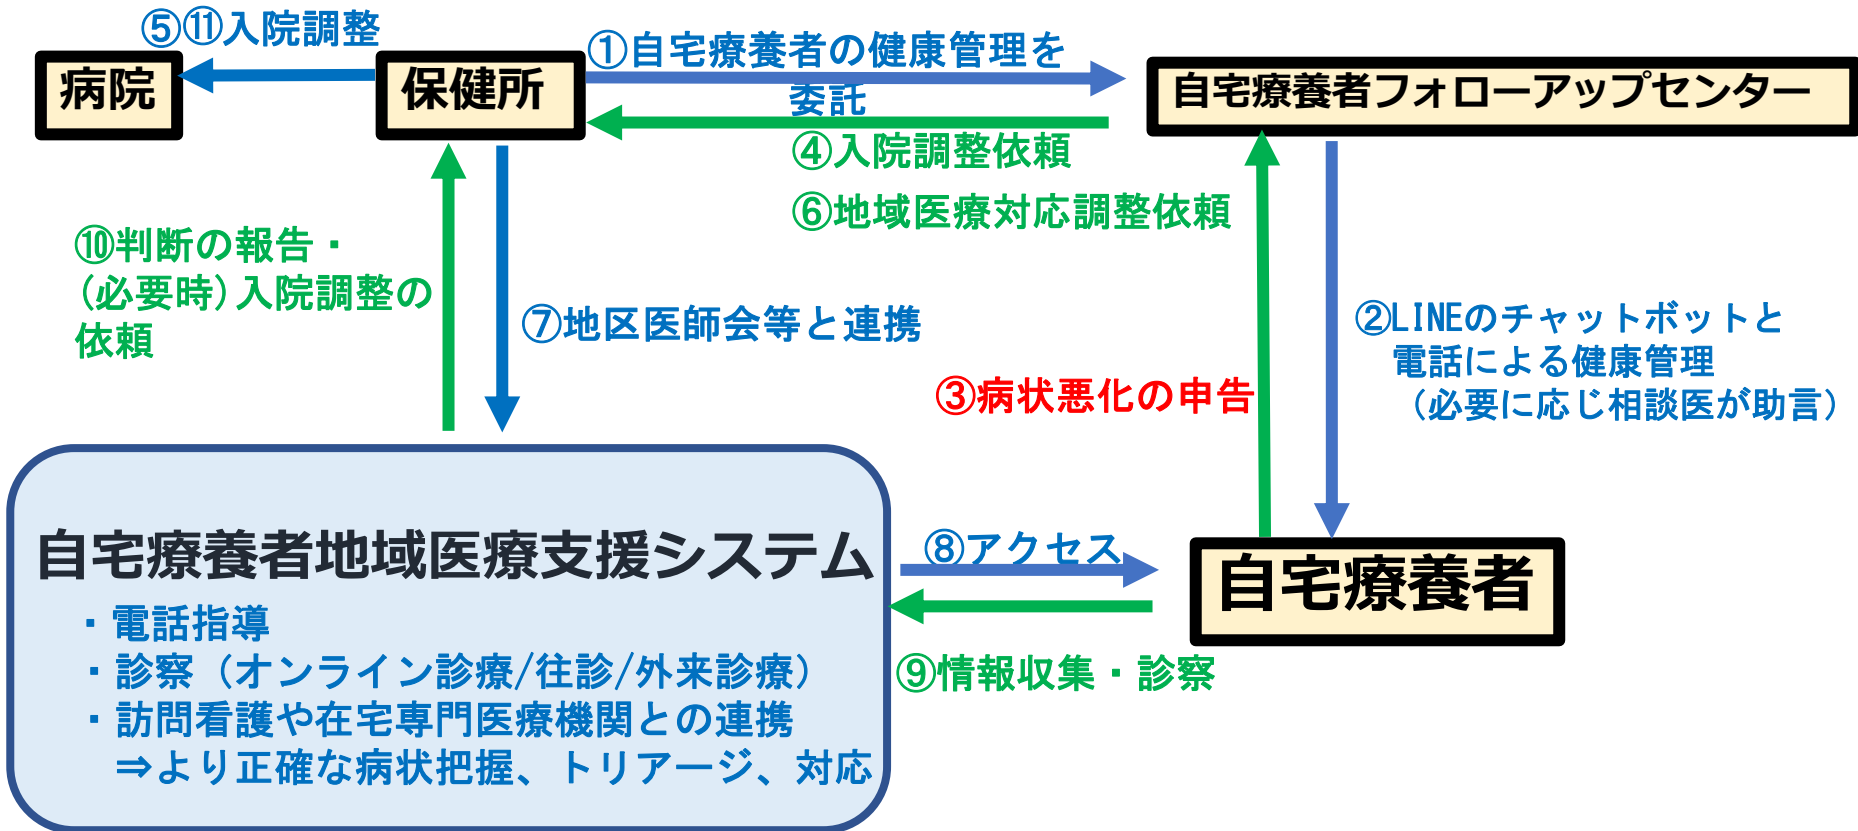 ⑤⑪入院調整
①自宅療養者の健康管理を
委託
病院
保健所
自宅療養者フォローアップセンター
④入院調整依頼
⑥地域医療対応調整依頼
⑩判断の報告・
(必要時)入院調整の
依頼
⑦地区医師会等と連携
②LINEのチャットボットと
電話による健康管理
（必要に応じ相談医が助言）
③病状悪化の申告
自宅療養者地域医療支援システム
・電話指導
・診察（オンライン診療/往診/外来診療）
・訪問看護や在宅専門医療機関との連携
⇒より正確な病状把握、トリアージ、対応
⑧アクセス
自宅療養者
⑨情報収集・診察